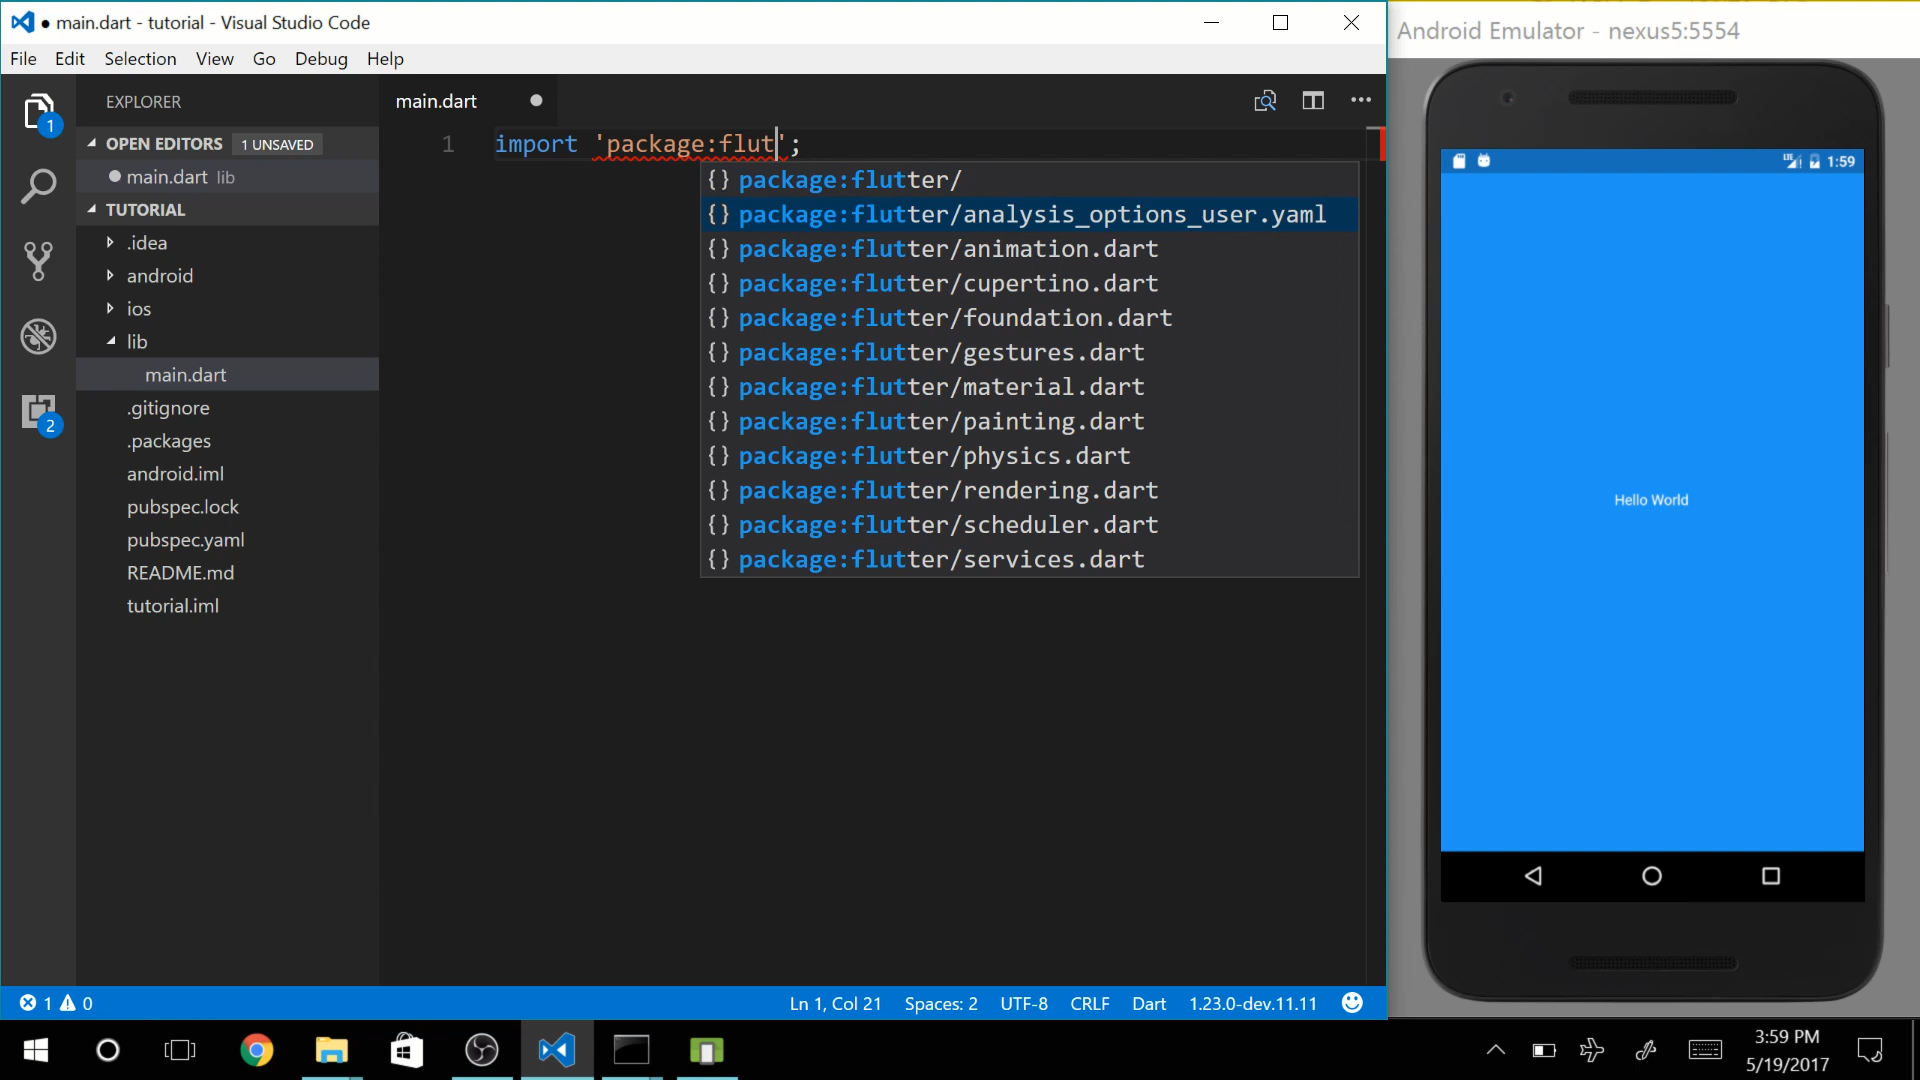 ● main.dart - tutorial - Visual Studio Code
File Edit Selection View Go Debug Help
EXPLORER
1
OPEN EDITORS 1 UNSAVED
main.dart lib
TUTORIAL
.idea
android
ios
lib
main.dart
.gitignore
.packages
android.iml
pubspec.lock
pubspec.yaml
README.md
tutorial.iml
2
main.dart
1 import 'package:flut';
{} package:flutter/
{} package:flutter/analysis_options_user.yaml
{} package:flutter/animation.dart
{} package:flutter/cupertino.dart
{} package:flutter/foundation.dart
{} package:flutter/gestures.dart
{} package:flutter/material.dart
{} package:flutter/painting.dart
{} package:flutter/physics.dart
{} package:flutter/rendering.dart
{} package:flutter/scheduler.dart
{} package:flutter/services.dart
1 0
Ln 1, Col 21 Spaces: 2 UTF-8 CRLF Dart 1.23.0-dev.11.11
Android Emulator - nexus5:5554
LTE 1:59
Hello World
3:59 PM
5/19/2017